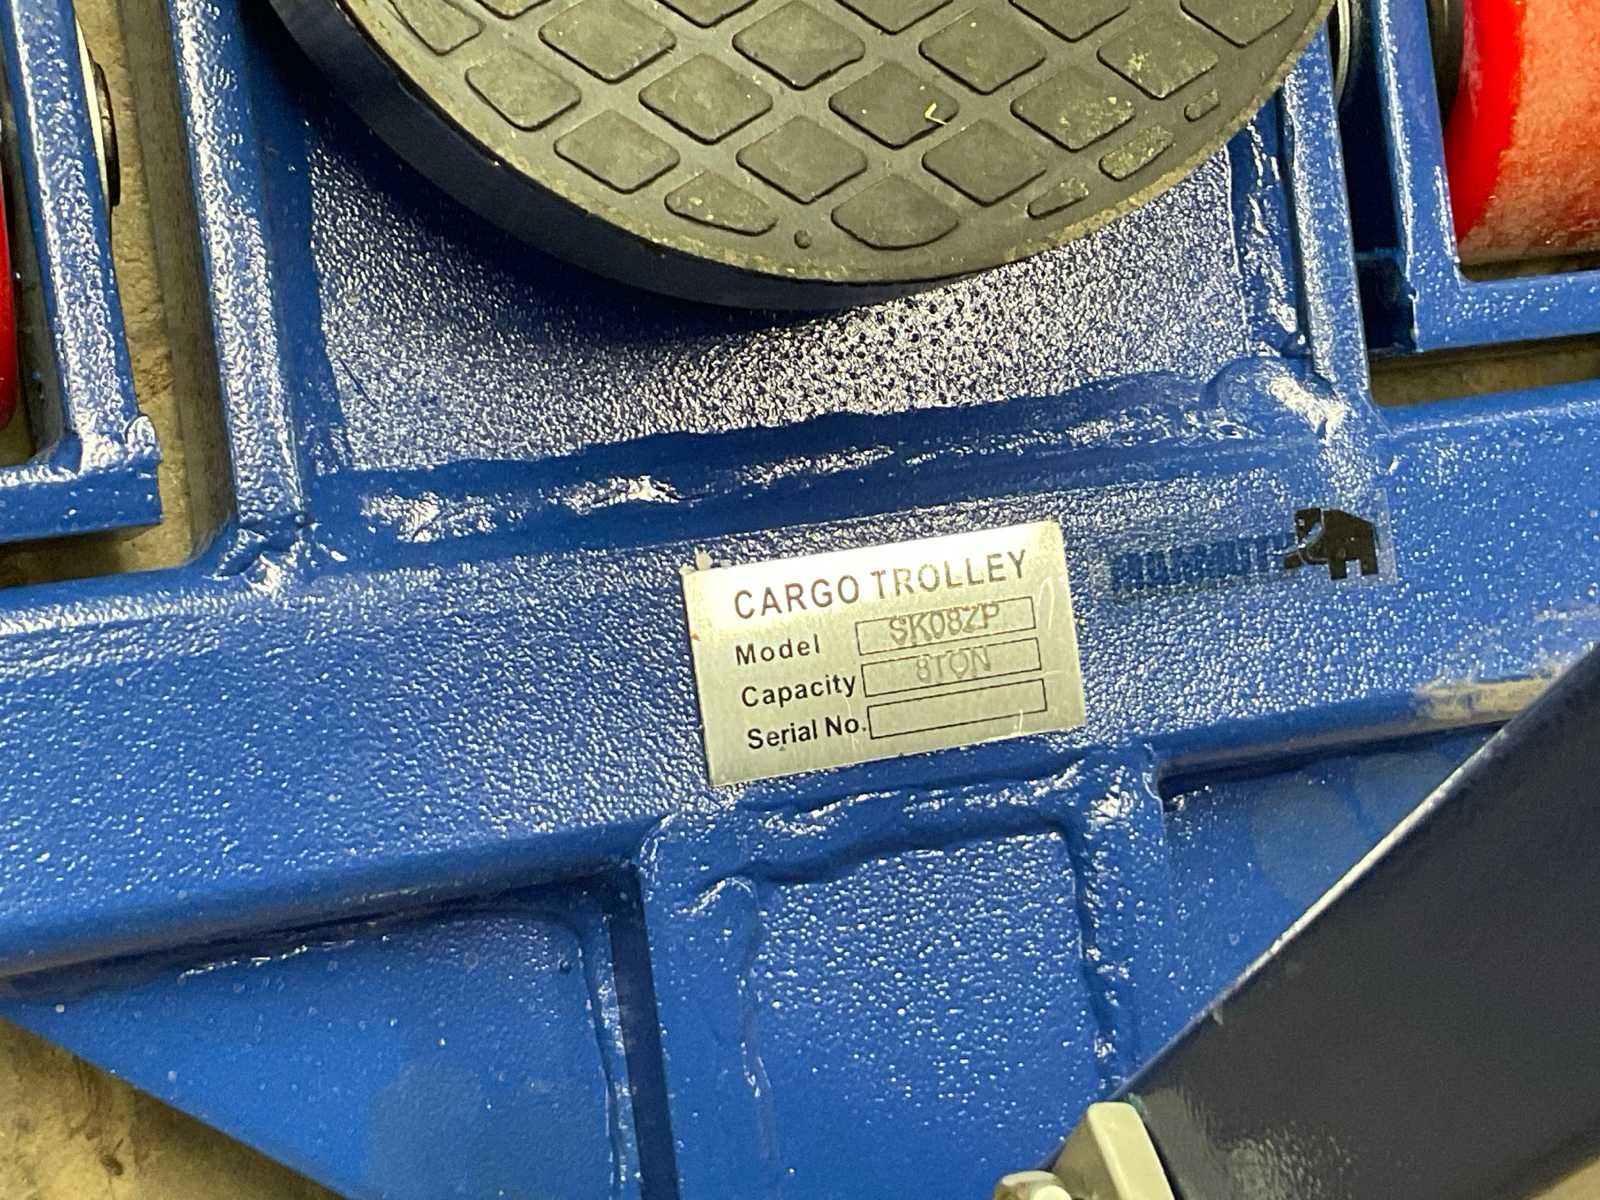 CARGO TROLLEY
Model SK08ZP
Capacity 8TON
Serial No.